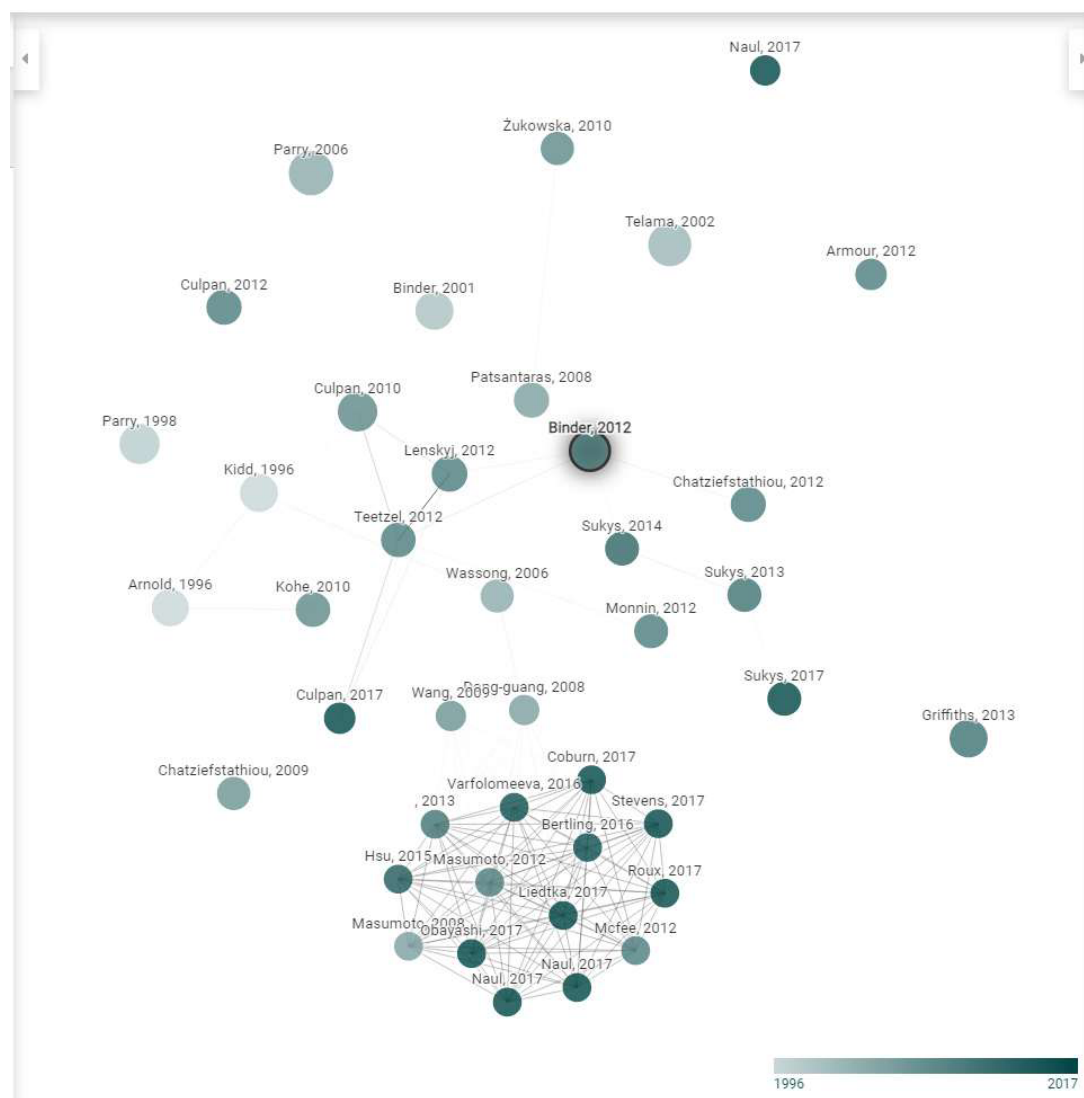 Naul, 2017
Żukowska, 2010
Parry, 2006
Telama, 2002
Armour, 2012
Culpan, 2012
Binder, 2001
Patsantaras, 2008
Culpan, 2010
Parry, 1998
Binder, 2012
Lenskyj, 2012
Kidd, 1996
Chatziefstathiou, 2012
Teetzel, 2012
Sukys, 2014
Arnold, 1996
Kohe, 2010
Wassong, 2006
Sukys, 2013
Monnin, 2012
Sukys, 2017
Culpan, 2017
Wang, 2009
-guang, 2008
Griffiths, 2013
Coburn, 2017
Chatziefstathiou, 2009
Varfolomeeva, 2016
, 2013
Stevens, 2017
Bertling, 2016
Hsu, 2015
Masumoto, 2012
Roux, 2017
Liedtka, 2017
Masumoto, 2008
Obayashi, 2017
Mcfee, 2012
Naul, 2017
Naul, 2017
1996
2017